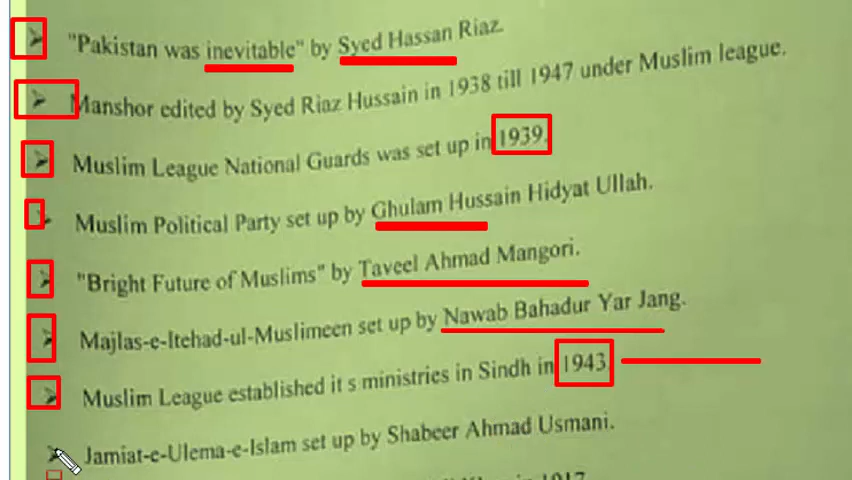 "Pakistan was inevitable" by Syed Hassan Riaz.
Manshor edited by Syed Riaz Hussain in 1938 till 1947 under Muslim league.
Muslim League National Guards was set up in 1939.
Muslim Political Party set up by Ghulam Hussain Hidyat Ullah.
"Bright Future of Muslims" by Taveel Ahmad Mangori.
Majlas-e-Itehad-ul-Muslimeen set up by Nawab Bahadur Yar Jang.
Muslim League established it s ministries in Sindh in 1943.
Jamiat-e-Ulema-e-Islam set up by Shabeer Ahmad Usmani.
in 1917